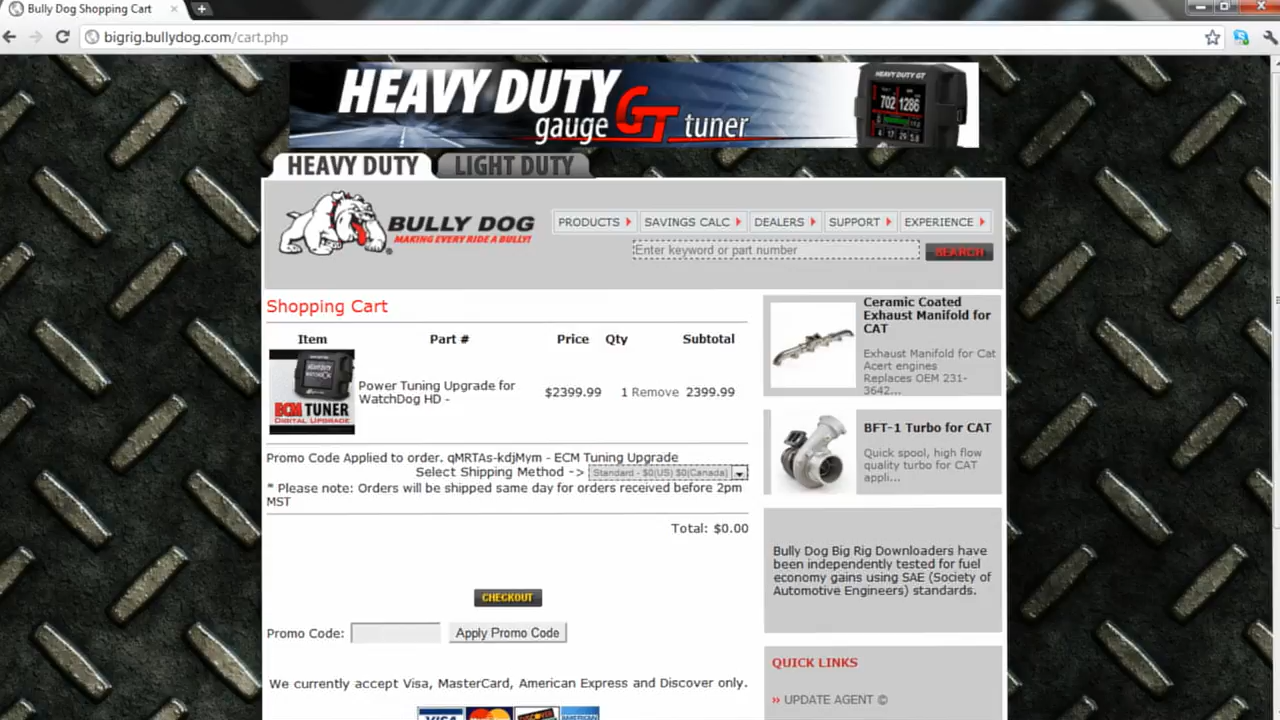 Bully Dog Shopping Cart
bigrig.bullydog.com/cart.php
HEAVY DUTY
gauge GT tuner
HEAVY DUTY GT
702 1286
HEAVY DUTY
LIGHT DUTY
BULLY DOG
MAKING EVERY RIDE A BULLY!
PRODUCTS
SAVINGS CALC
DEALERS
SUPPORT
EXPERIENCE
Enter keyword or part number
SEARCH
Shopping Cart
Item Part # Price Qty Subtotal
ECM TUNER
DIGITAL UPGRADE
Power Tuning Upgrade for
WatchDog HD -
$2399.99 1 Remove 2399.99
Promo Code Applied to order. qMRTAs-kdjMym - ECM Tuning Upgrade
Select Shipping Method -> Standard - $0(US) $0(Canada)
* Please note: Orders will be shipped same day for orders received before 2pm
MST
Total: $0.00
CHECKOUT
Promo Code: Apply Promo Code
We currently accept Visa, MasterCard, American Express and Discover only.
VISA MasterCard DISCOVER AMERICAN
Ceramic Coated
Exhaust Manifold for
CAT
Exhaust Manifold for Cat
Acert engines
Replaces OEM 231-
3642...
BFT-1 Turbo for CAT
Quick spool, high flow
quality turbo for CAT
appli...
Bully Dog Big Rig Downloaders have
been independently tested for fuel
economy gains using SAE (Society of
Automotive Engineers) standards.
QUICK LINKS
>> UPDATE AGENT ©